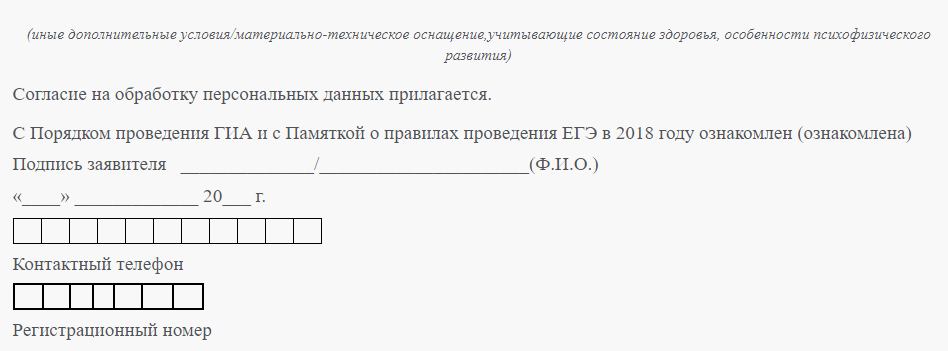 (иные дополнительные условия/материально-техническое оснащение,учитывающие состояние здоровья, особенности психофизического
развития)
Согласие на обработку персональных данных прилагается.
С Порядком проведения ГИА и с Памяткой о правилах проведения ЕГЭ в 2018 году ознакомлен (ознакомлена)
Подпись заявителя ______________/______________________(Ф.И.О.)
«____» _____________ 20___ г.
Контактный телефон
Регистрационный номер